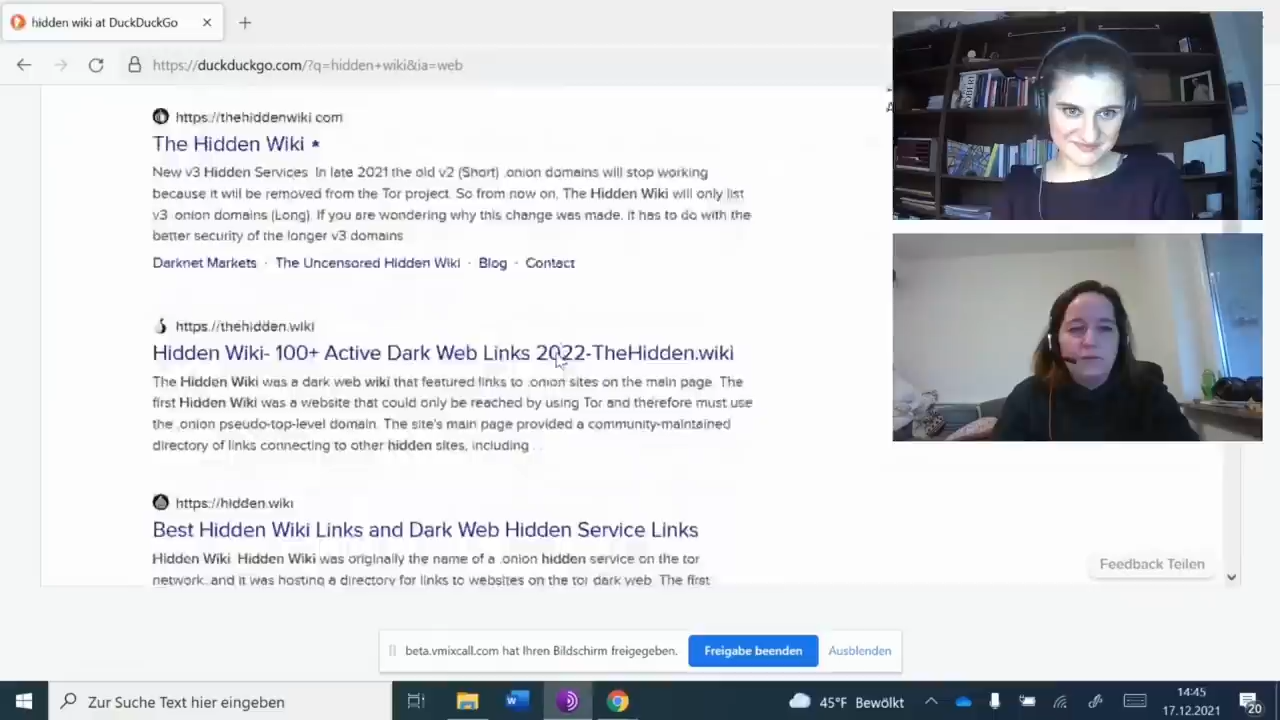 hidden wiki at DuckDuckGo
https://duckduckgo.com/?q=hidden+wiki&ia=web
https://thehiddenwiki.com
The Hidden Wiki
New v3 Hidden Services In late 2021 the old v2 (Short) .onion domains will stop working
because it will be removed from the Tor project. So from now on, The Hidden Wiki will only list
v3 .onion domains (Long). If you are wondering why this change was made, it has to do with the
better security of the longer v3 domains
Darknet Markets · The Uncensored Hidden Wiki · Blog · Contact
https://thehidden.wiki
Hidden Wiki- 100+ Active Dark Web Links 2022-TheHidden.wiki
The Hidden Wiki was a dark web wiki that featured links to .onion sites on the main page. The
first Hidden Wiki was a website that could only be reached by using Tor and therefore must use
the .onion pseudo-top-level domain. The site's main page provided a community-maintained
directory of links connecting to other hidden sites, including
https://hidden.wiki
Best Hidden Wiki Links and Dark Web Hidden Service Links
Hidden Wiki. Hidden Wiki was originally the name of a .onion hidden service on the tor
network, and it was hosting a directory for links to websites on the tor dark web. The first
Feedback Teilen
beta.vmixcall.com hat Ihren Bildschirm freigegeben.
Freigabe beenden
Ausblenden
Zur Suche Text hier eingeben
45°F Bewölkt
14:45
17.12.2021
20